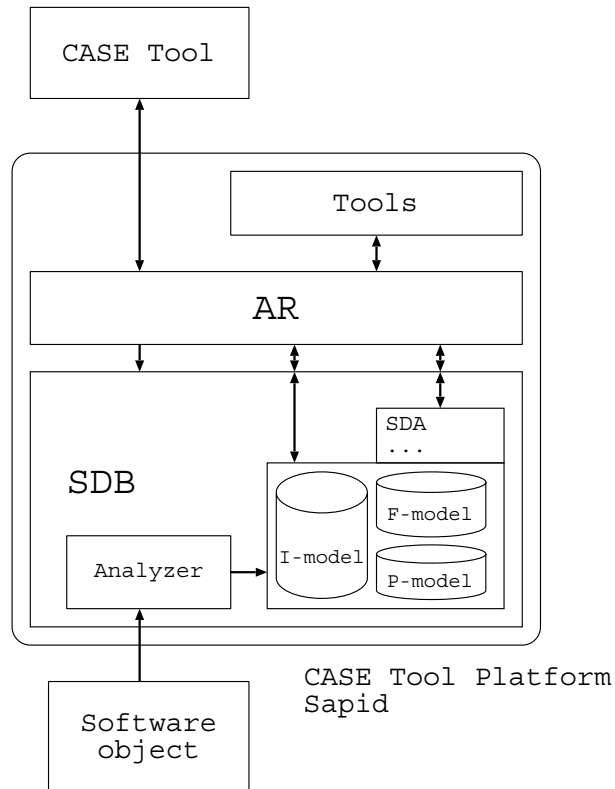 CASE Tool
Tools
AR
SDA
...
SDB
I-model
F-model
P-model
Analyzer
CASE Tool Platform
Sapid
Software
object